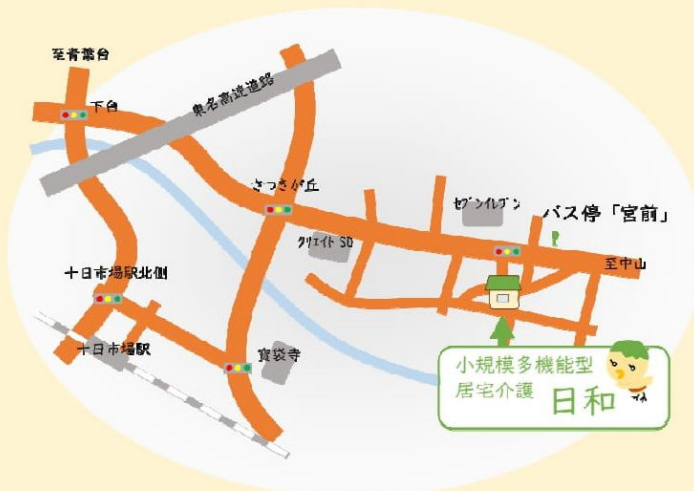 至青葉台
下台
東名高速道路
さつきが丘
セブンイレブン
バス停「宮前」
クリエイト SD
至中山
十日市場駅北側
十日市場駅
寳袋寺
小規模多機能型
居宅介護 日和